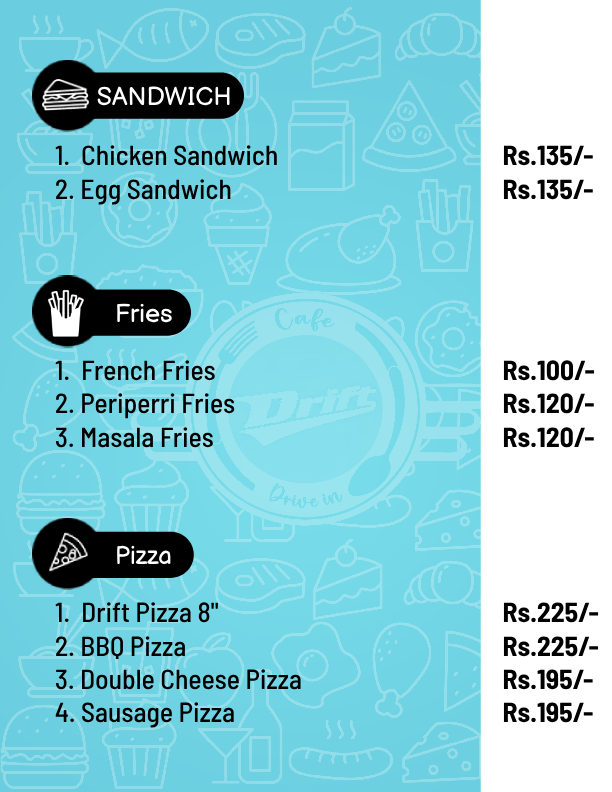 SANDWICH
1. Chicken Sandwich Rs.135/-
2. Egg Sandwich Rs.135/-
Fries
1. French Fries Rs.100/-
2. Periperri Fries Rs.120/-
3. Masala Fries Rs.120/-
Cafe
Drift
Drive in
Pizza
1. Drift Pizza 8" Rs.225/-
2. BBQ Pizza Rs.225/-
3. Double Cheese Pizza Rs.195/-
4. Sausage Pizza Rs.195/-